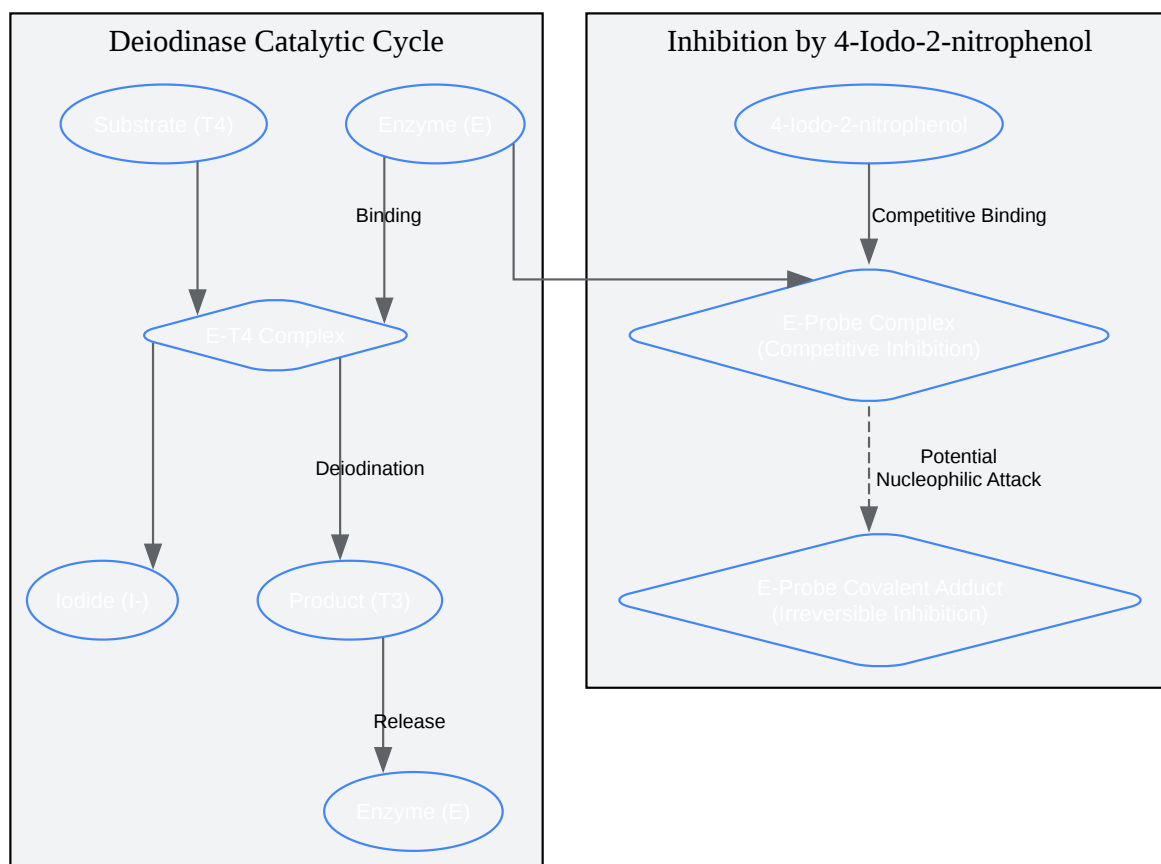 Deiodinase Catalytic Cycle
Substrate (T4)
Enzyme (E)
Binding
E-T4 Complex
Deiodination
Iodide (I-)
Product (T3)
Release
Enzyme (E)
Inhibition by 4-Iodo-2-nitrophenol
4-Iodo-2-nitrophenol
Competitive Binding
E-Probe Complex
(Competitive Inhibition)
Potential
Nucleophilic Attack
E-Probe Covalent Adduct
(Irreversible Inhibition)